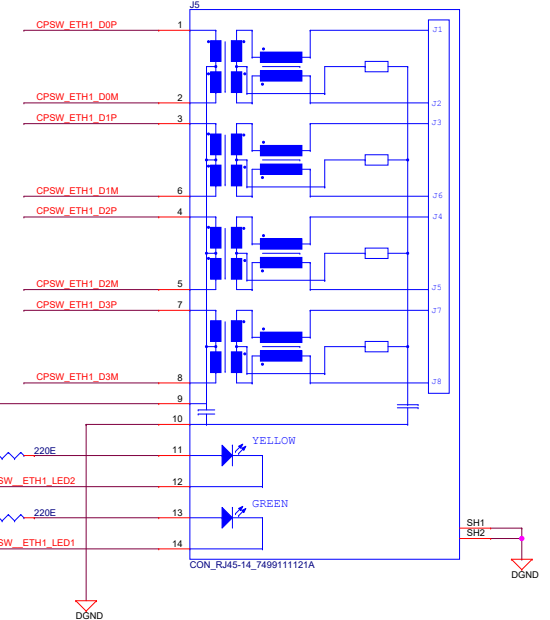 J5
CPSW_ETH1_D0P 1 J1
CPSW_ETH1_D0M 2 J2
CPSW_ETH1_D1P 3 J3
CPSW_ETH1_D1M 6 J6
CPSW_ETH1_D2P 4 J4
CPSW_ETH1_D2M 5 J5
CPSW_ETH1_D3P 7 J7
CPSW_ETH1_D3M 8 J8
9
10
220E 11 YELLOW
SW_ETH1_LED2 12
220E 13 GREEN
SW__ETH1_LED1 14
SH1
SH2
CON_RJ45-14_7499111121A
DGND
DGND